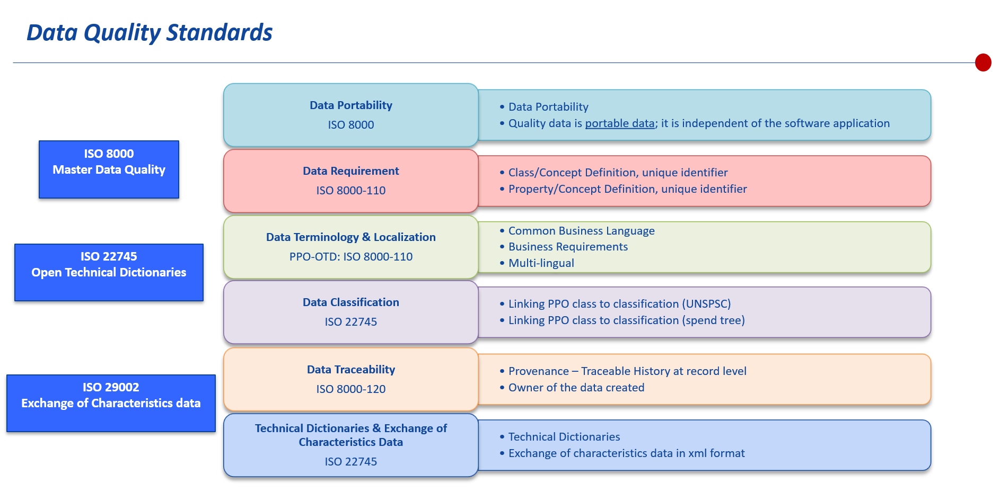 Data Quality Standards
ISO 8000
Master Data Quality
ISO 22745
Open Technical Dictionaries
ISO 29002
Exchange of Characteristics data
Data Portability
ISO 8000
• Data Portability
• Quality data is portable data; it is independent of the software application
Data Requirement
ISO 8000-110
• Class/Concept Definition, unique identifier
• Property/Concept Definition, unique identifier
Data Terminology & Localization
PPO-OTD: ISO 8000-110
• Common Business Language
• Business Requirements
• Multi-lingual
Data Classification
ISO 22745
• Linking PPO class to classification (UNSPSC)
• Linking PPO class to classification (spend tree)
Data Traceability
ISO 8000-120
• Provenance – Traceable History at record level
• Owner of the data created
Technical Dictionaries & Exchange of
Characteristics Data
ISO 22745
• Technical Dictionaries
• Exchange of characteristics data in xml format